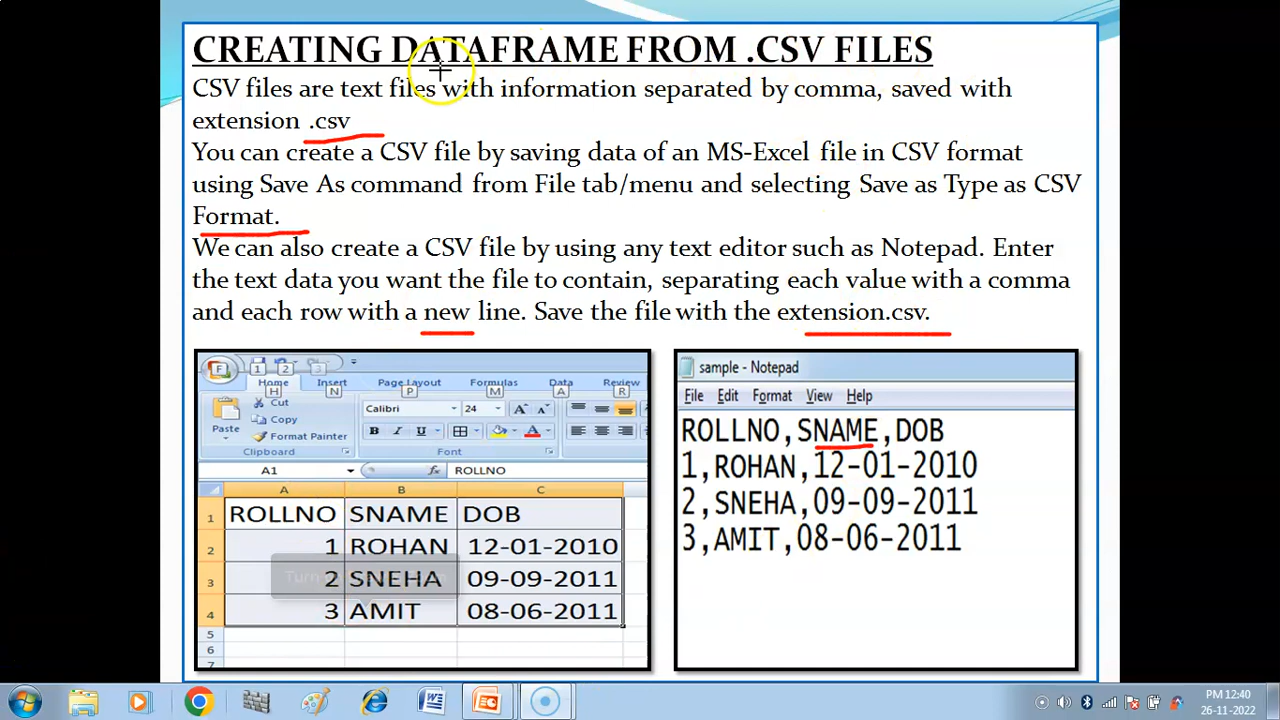 CREATING DATAFRAME FROM .CSV FILES
CSV files are text files with information separated by comma, saved with
extension .csv
You can create a CSV file by saving data of an MS-Excel file in CSV format
using Save As command from File tab/menu and selecting Save as Type as CSV
Format.
We can also create a CSV file by using any text editor such as Notepad. Enter
the text data you want the file to contain, separating each value with a comma
and each row with a new line. Save the file with the extension.csv.
F 1 2 3
Home Insert Page Layout Formulas Data Review
H N P M A R
Paste
Cut
Copy
Format Painter
Calibri 24 A A
B I U A
Clipboard Font
A1 fx ROLLNO
A B C
1 ROLLNO SNAME DOB
2 1 ROHAN 12-01-2010
3 2 SNEHA 09-09-2011
4 3 AMIT 08-06-2011
5
6
7
sample - Notepad
File Edit Format View Help
ROLLNO,SNAME,DOB
1,ROHAN,12-01-2010
2,SNEHA,09-09-2011
3,AMIT,08-06-2011
PM 12:40
26-11-2022